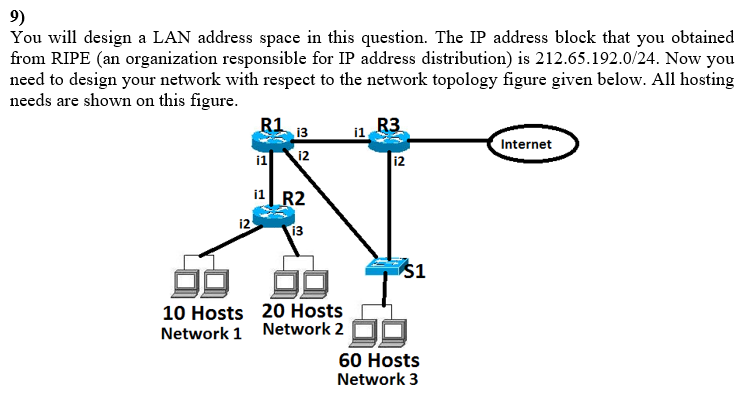 9)
You will design a LAN address space in this question. The IP address block that you obtained
from RIPE (an organization responsible for IP address distribution) is 212.65.192.0/24. Now you
need to design your network with respect to the network topology figure given below. All hosting
needs are shown on this figure.
R1 i3 i1 R3
Internet
i1 i2 i2
i1 R2
i2 i3
S1
10 Hosts 20 Hosts
Network 1 Network 2
60 Hosts
Network 3